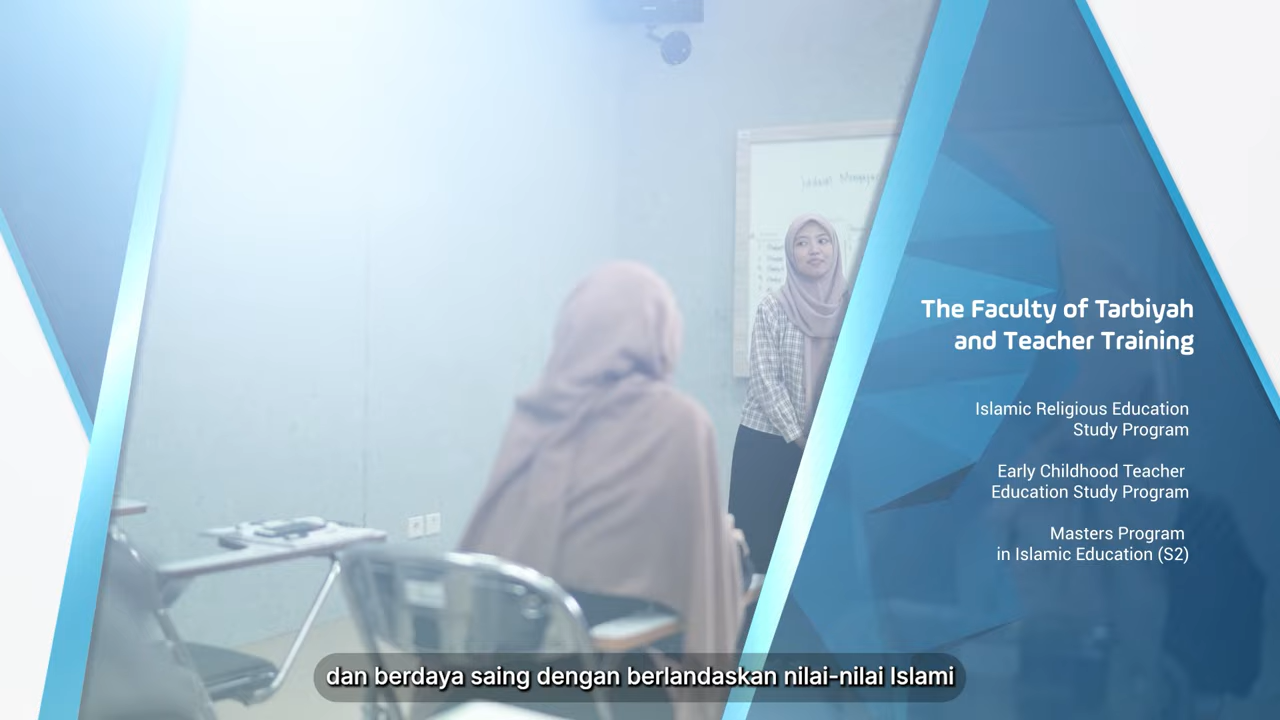 The Faculty of Tarbiyah
and Teacher Training
Islamic Religious Education
Study Program
Early Childhood Teacher
Education Study Program
Masters Program
in Islamic Education (S2)
dan berdaya saing dengan berlandaskan nilai-nilai Islami